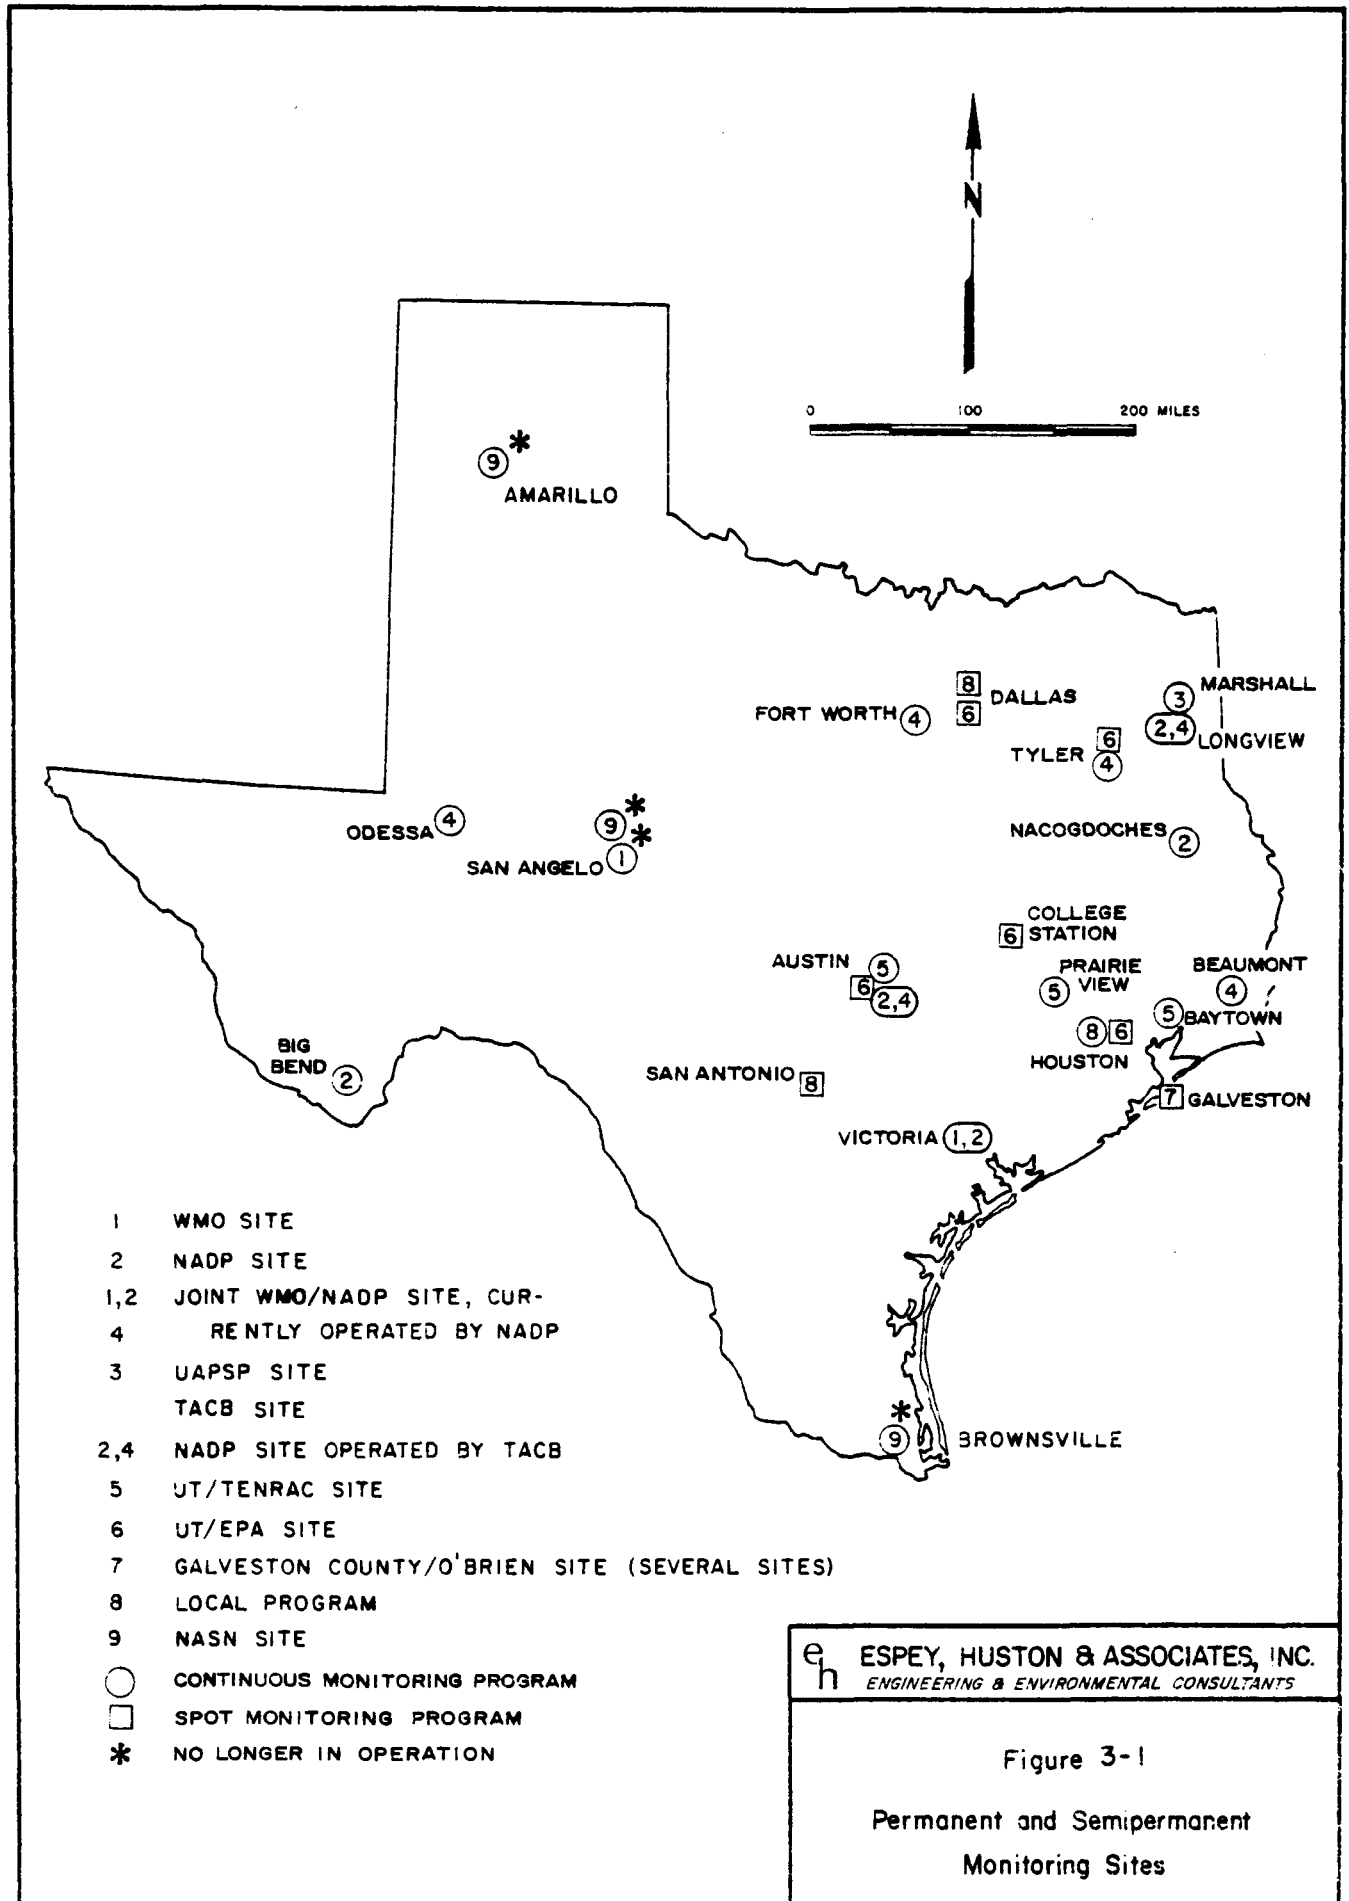 N
0 100 200 MILES
9 *
AMARILLO
8
DALLAS
6
FORT WORTH 4
3 MARSHALL
2,4 LONGVIEW
6
TYLER 4
ODESSA 4
9 *
*
SAN ANGELO 1
NACOGDOCHES 2
COLLEGE
6 STATION
AUSTIN 5
6 2,4
PRAIRIE
5 VIEW
BEAUMONT
4
5 BAYTOWN
8 6
HOUSTON
BIG
BEND 2
SAN ANTONIO 8
7 GALVESTON
VICTORIA 1,2
*
9 BROWNSVILLE
1 WMO SITE
2 NADP SITE
1,2 JOINT WMO/NADP SITE, CUR-
4 RENTLY OPERATED BY NADP
3 UAPSP SITE
TACB SITE
2,4 NADP SITE OPERATED BY TACB
5 UT/TENRAC SITE
6 UT/EPA SITE
7 GALVESTON COUNTY/O'BRIEN SITE (SEVERAL SITES)
8 LOCAL PROGRAM
9 NASN SITE
CONTINUOUS MONITORING PROGRAM
SPOT MONITORING PROGRAM
* NO LONGER IN OPERATION
eh ESPEY, HUSTON & ASSOCIATES, INC.
ENGINEERING & ENVIRONMENTAL CONSULTANTS
Figure 3-1
Permanent and Semipermanent
Monitoring Sites